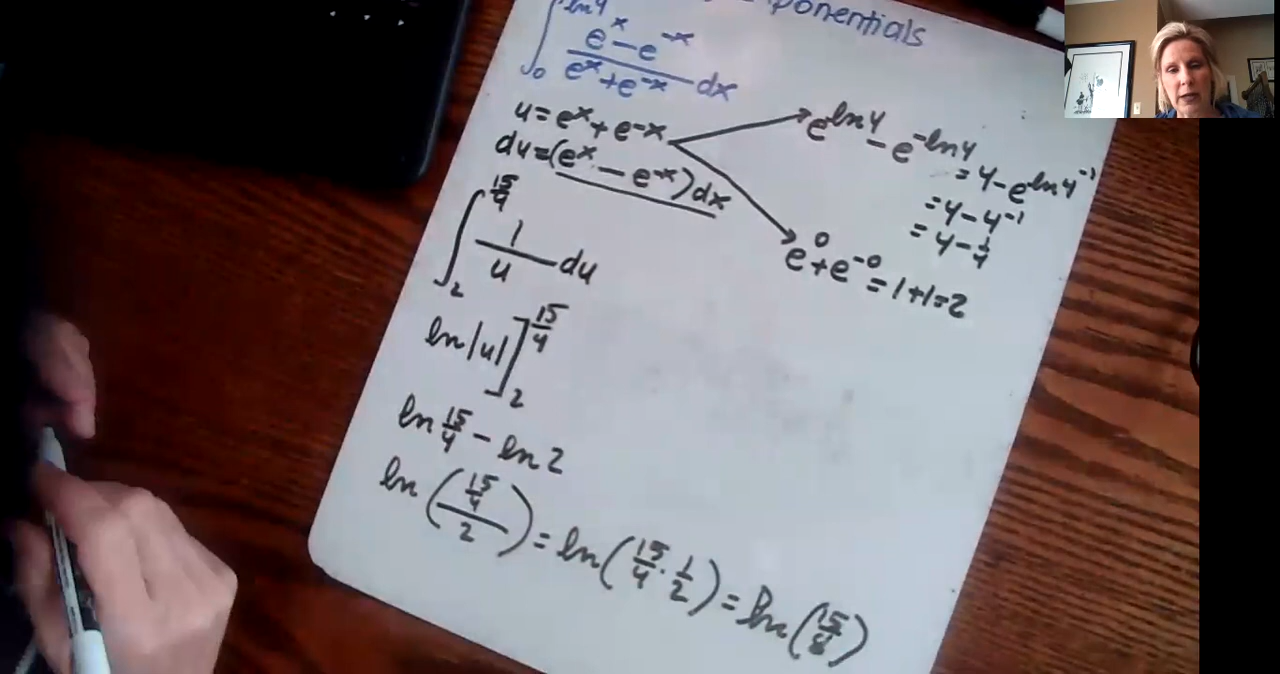 ponentials
∫₀^{ln4} (e^x − e^{-x})/(e^x + e^{-x}) dx
u = e^x + e^{-x}
du = (e^x − e^{-x})dx
e^{ln4} − e^{-ln4}
= 4 − e^{ln4^{-1}}
= 4 − 4^{-1}
= 4 − 1/4
e^0 + e^{-0} = 1+1=2
∫₂^{15/4} 1/u du
ln|u|]₂^{15/4}
ln 15/4 − ln 2
ln((15/4)/2) = ln(15/4 · 1/2) = ln(15/8)